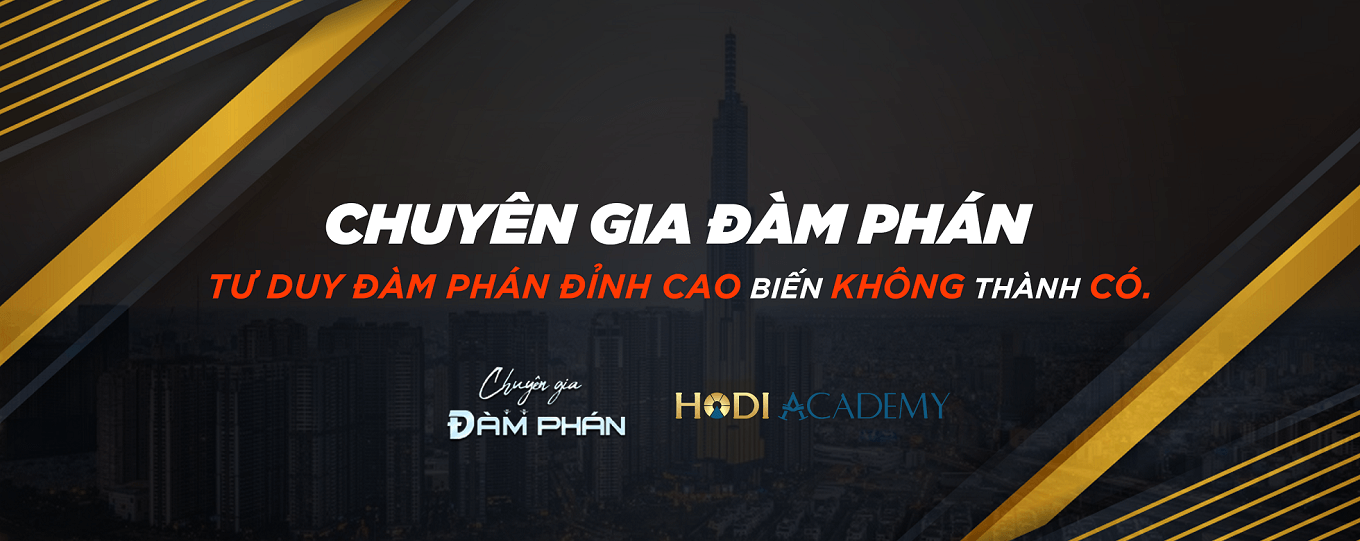 CHUYÊN GIA ĐÀM PHÁN
TƯ DUY ĐÀM PHÁN ĐỈNH CAO BIẾN KHÔNG THÀNH CÓ.
Chuyên gia
ĐÀM PHÁN
HODI ACADEMY